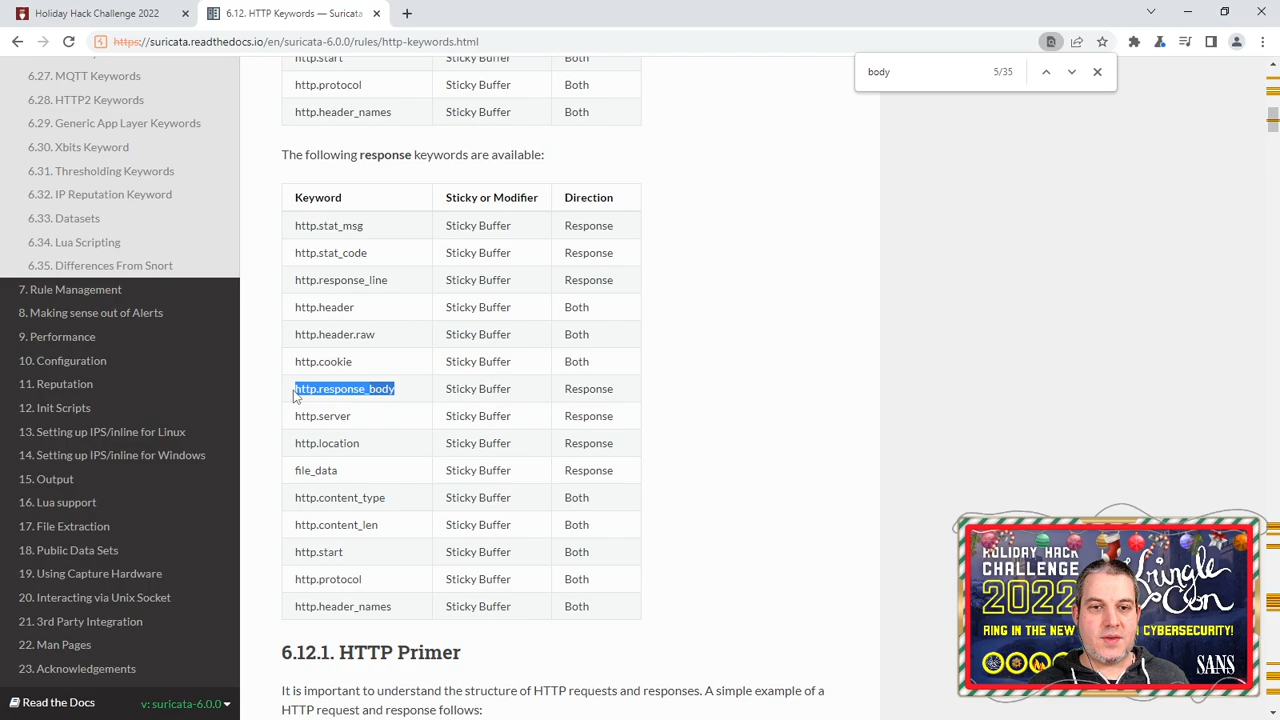 Holiday Hack Challenge 2022
6.12. HTTP Keywords — Suricata
https://suricata.readthedocs.io/en/suricata-6.0.0/rules/http-keywords.html
body
5/35
6.27. MQTT Keywords
6.28. HTTP2 Keywords
6.29. Generic App Layer Keywords
6.30. Xbits Keyword
6.31. Thresholding Keywords
6.32. IP Reputation Keyword
6.33. Datasets
6.34. Lua Scripting
6.35. Differences From Snort
7. Rule Management
8. Making sense out of Alerts
9. Performance
10. Configuration
11. Reputation
12. Init Scripts
13. Setting up IPS/inline for Linux
14. Setting up IPS/inline for Windows
15. Output
16. Lua support
17. File Extraction
18. Public Data Sets
19. Using Capture Hardware
20. Interacting via Unix Socket
21. 3rd Party Integration
22. Man Pages
23. Acknowledgements
Read the Docs
v: suricata-6.0.0
http.start Sticky Buffer Both
http.protocol Sticky Buffer Both
http.header_names Sticky Buffer Both
The following response keywords are available:
Keyword Sticky or Modifier Direction
http.stat_msg Sticky Buffer Response
http.stat_code Sticky Buffer Response
http.response_line Sticky Buffer Response
http.header Sticky Buffer Both
http.header.raw Sticky Buffer Both
http.cookie Sticky Buffer Both
http.response_body Sticky Buffer Response
http.server Sticky Buffer Response
http.location Sticky Buffer Response
file_data Sticky Buffer Response
http.content_type Sticky Buffer Both
http.content_len Sticky Buffer Both
http.start Sticky Buffer Both
http.protocol Sticky Buffer Both
http.header_names Sticky Buffer Both
6.12.1. HTTP Primer
It is important to understand the structure of HTTP requests and responses. A simple example of a
HTTP request and response follows:
HOLIDAY HACK
CHALLENGE
2022
Kringle
Con
RING IN THE NEW
CYBERSECURITY!
SANS